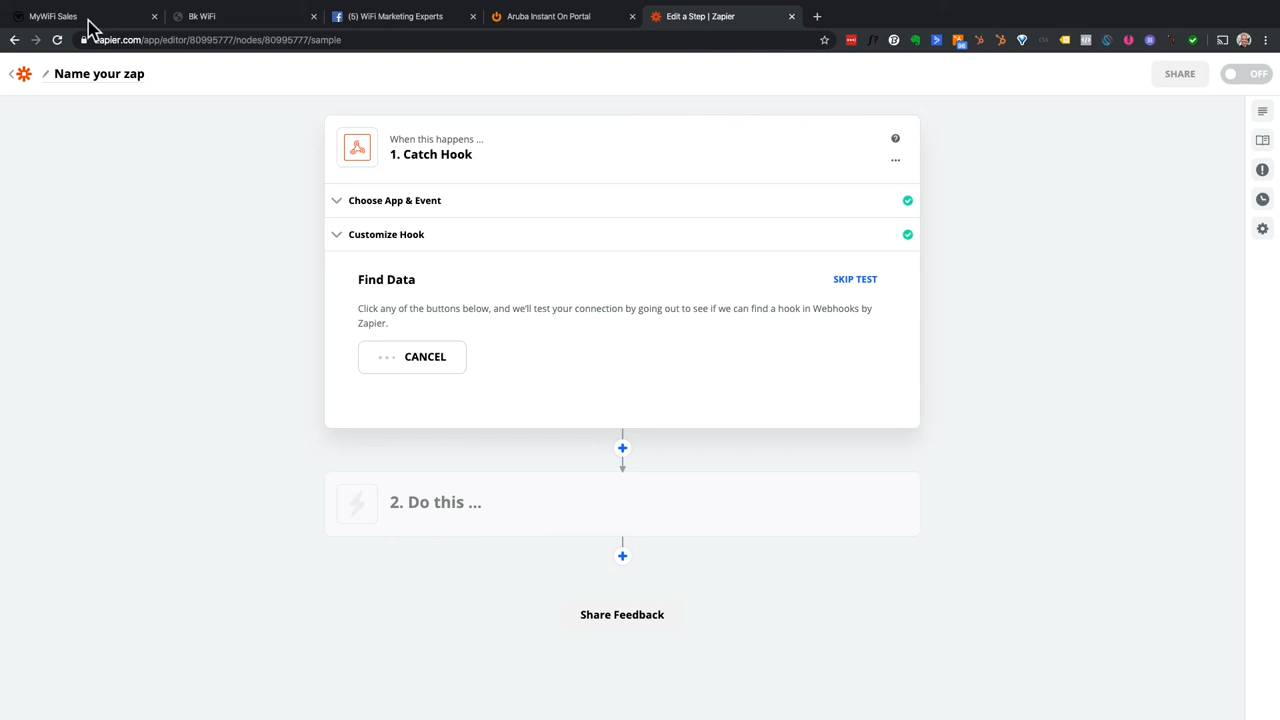 MyWiFi Sales
Bk WiFi
(5) WiFi Marketing Experts
Aruba Instant On Portal
Edit a Step | Zapier
zapier.com/app/editor/80995777/nodes/80995777/sample
Name your zap
SHARE
OFF
When this happens ...
1. Catch Hook
Choose App & Event
Customize Hook
Find Data
SKIP TEST
Click any of the buttons below, and we'll test your connection by going out to see if we can find a hook in Webhooks by
Zapier.
CANCEL
2. Do this ...
Share Feedback